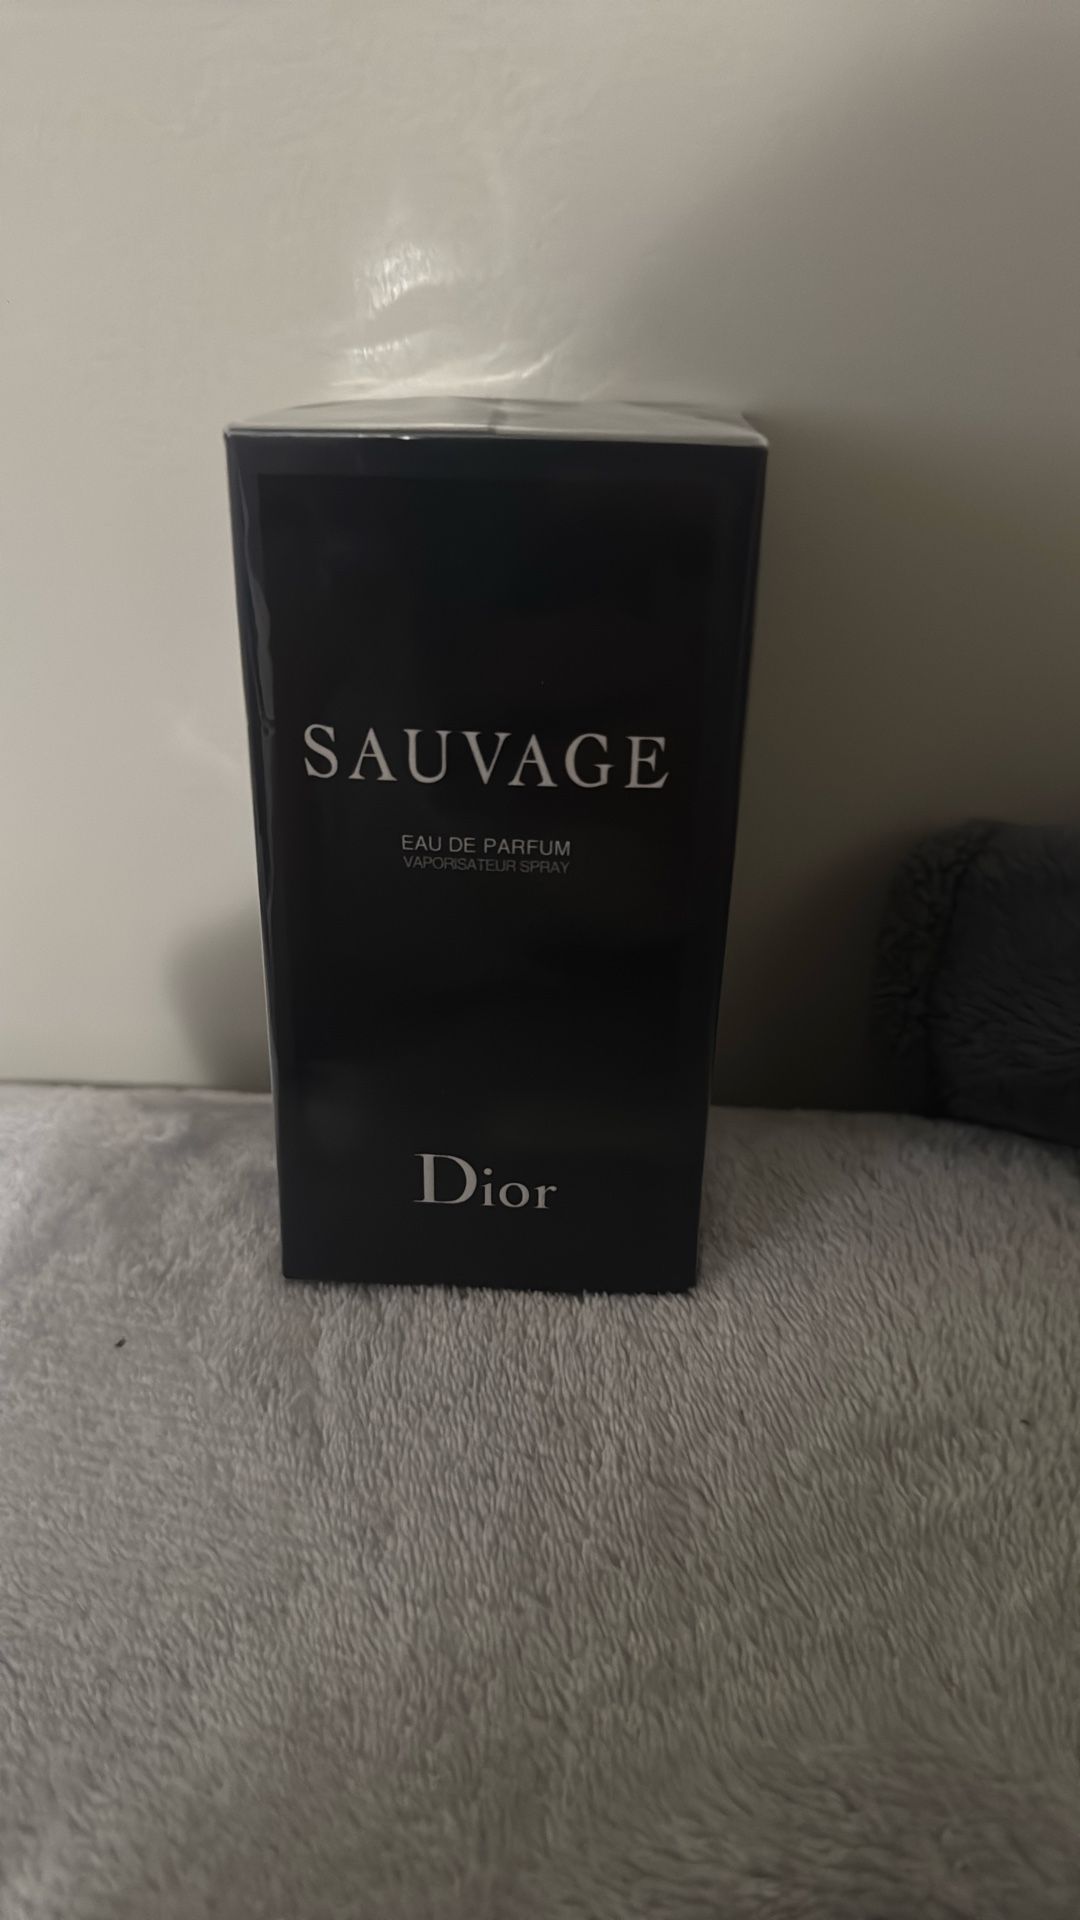 SAUVAGE
EAU DE PARFUM
VAPORISATEUR SPRAY
Dior